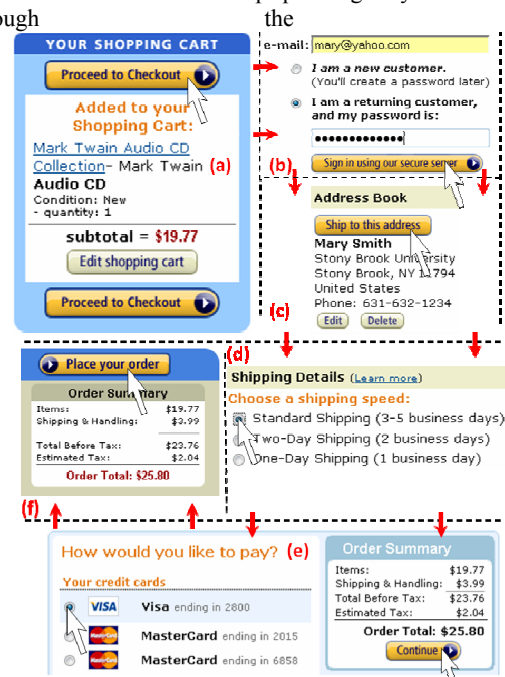 ough the
YOUR SHOPPING CART
Proceed to Checkout
Added to your
Shopping Cart:
Mark Twain Audio CD
Collection- Mark Twain (a)
Audio CD
Condition: New
- quantity: 1
subtotal = $19.77
Edit shopping cart
Proceed to Checkout
e-mail: mary@yahoo.com
I am a new customer.
(You'll create a password later)
I am a returning customer,
and my password is:
(b) Sign in using our secure server
Address Book
Ship to this address
Mary Smith
Stony Brook University
Stony Brook, NY 11794
United States
Phone: 631-632-1234
(c)
Edit Delete
(d)
Shipping Details (Learn more)
Choose a shipping speed:
Standard Shipping (3-5 business days)
Two-Day Shipping (2 business days)
One-Day Shipping (1 business day)
Place your order
Order Summary
Items: $19.77
Shipping & Handling: $3.99
Total Before Tax: $23.76
Estimated Tax: $2.04
Order Total: $25.80
(f)
How would you like to pay? (e)
Your credit cards
VISA Visa ending in 2800
MasterCard MasterCard ending in 2015
MasterCard MasterCard ending in 6858
Order Summary
Items: $19.77
Shipping & Handling: $3.99
Total Before Tax: $23.76
Estimated Tax: $2.04
Order Total: $25.80
Continue